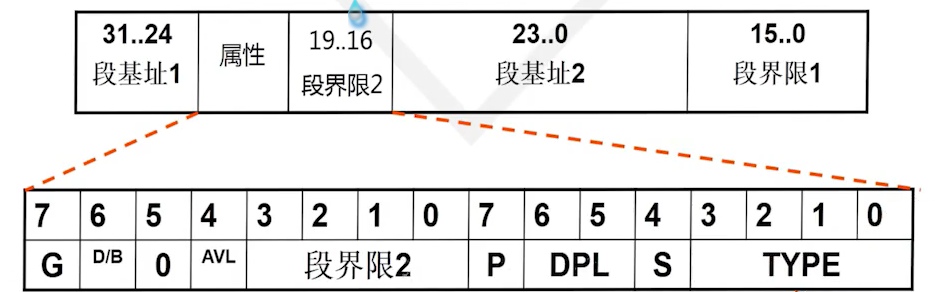 31..24 19..16 23..0 15..0
段基址1 属性 段界限2 段基址2 段界限1
7 6 5 4 3 2 1 0 7 6 5 4 3 2 1 0
G D/B 0 AVL 段界限2 P DPL S TYPE